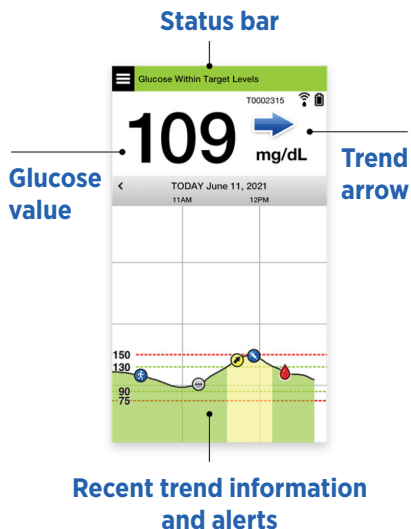 Status bar
Glucose Within Target Levels
T0002315
109
mg/dL
Trend
arrow
Glucose
value
TODAY June 11, 2021
11AM 12PM
150
130
90
75
Recent trend information
and alerts